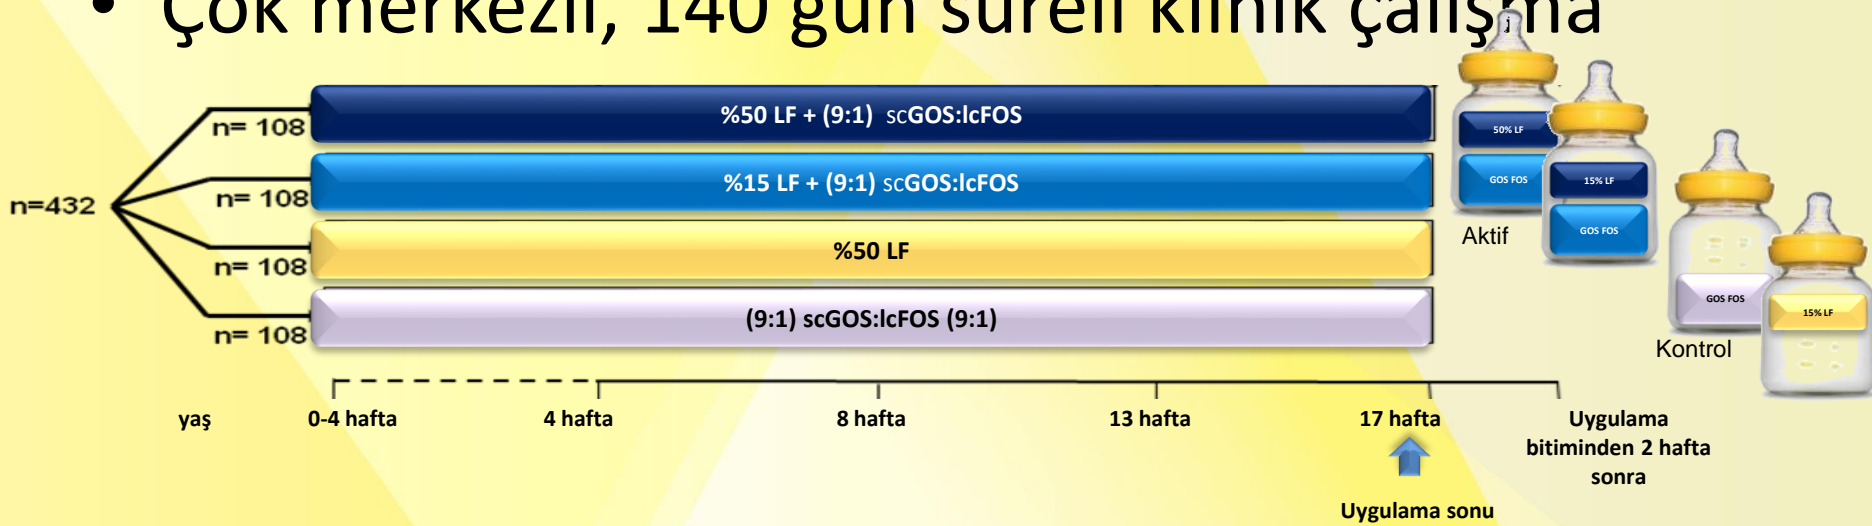 • Çok merkezli, 140 gün süreli klinik çalışma
n=432
n= 108
%50 LF + (9:1) scGOS:lcFOS
n= 108
%15 LF + (9:1) scGOS:lcFOS
n= 108
%50 LF
n= 108
(9:1) scGOS:lcFOS (9:1)
50% LF
GOS FOS
15% LF
GOS FOS
Aktif
GOS FOS
15% LF
Kontrol
yaş
0-4 hafta
4 hafta
8 hafta
13 hafta
17 hafta
Uygulama
bitiminden 2 hafta
sonra
Uygulama sonu